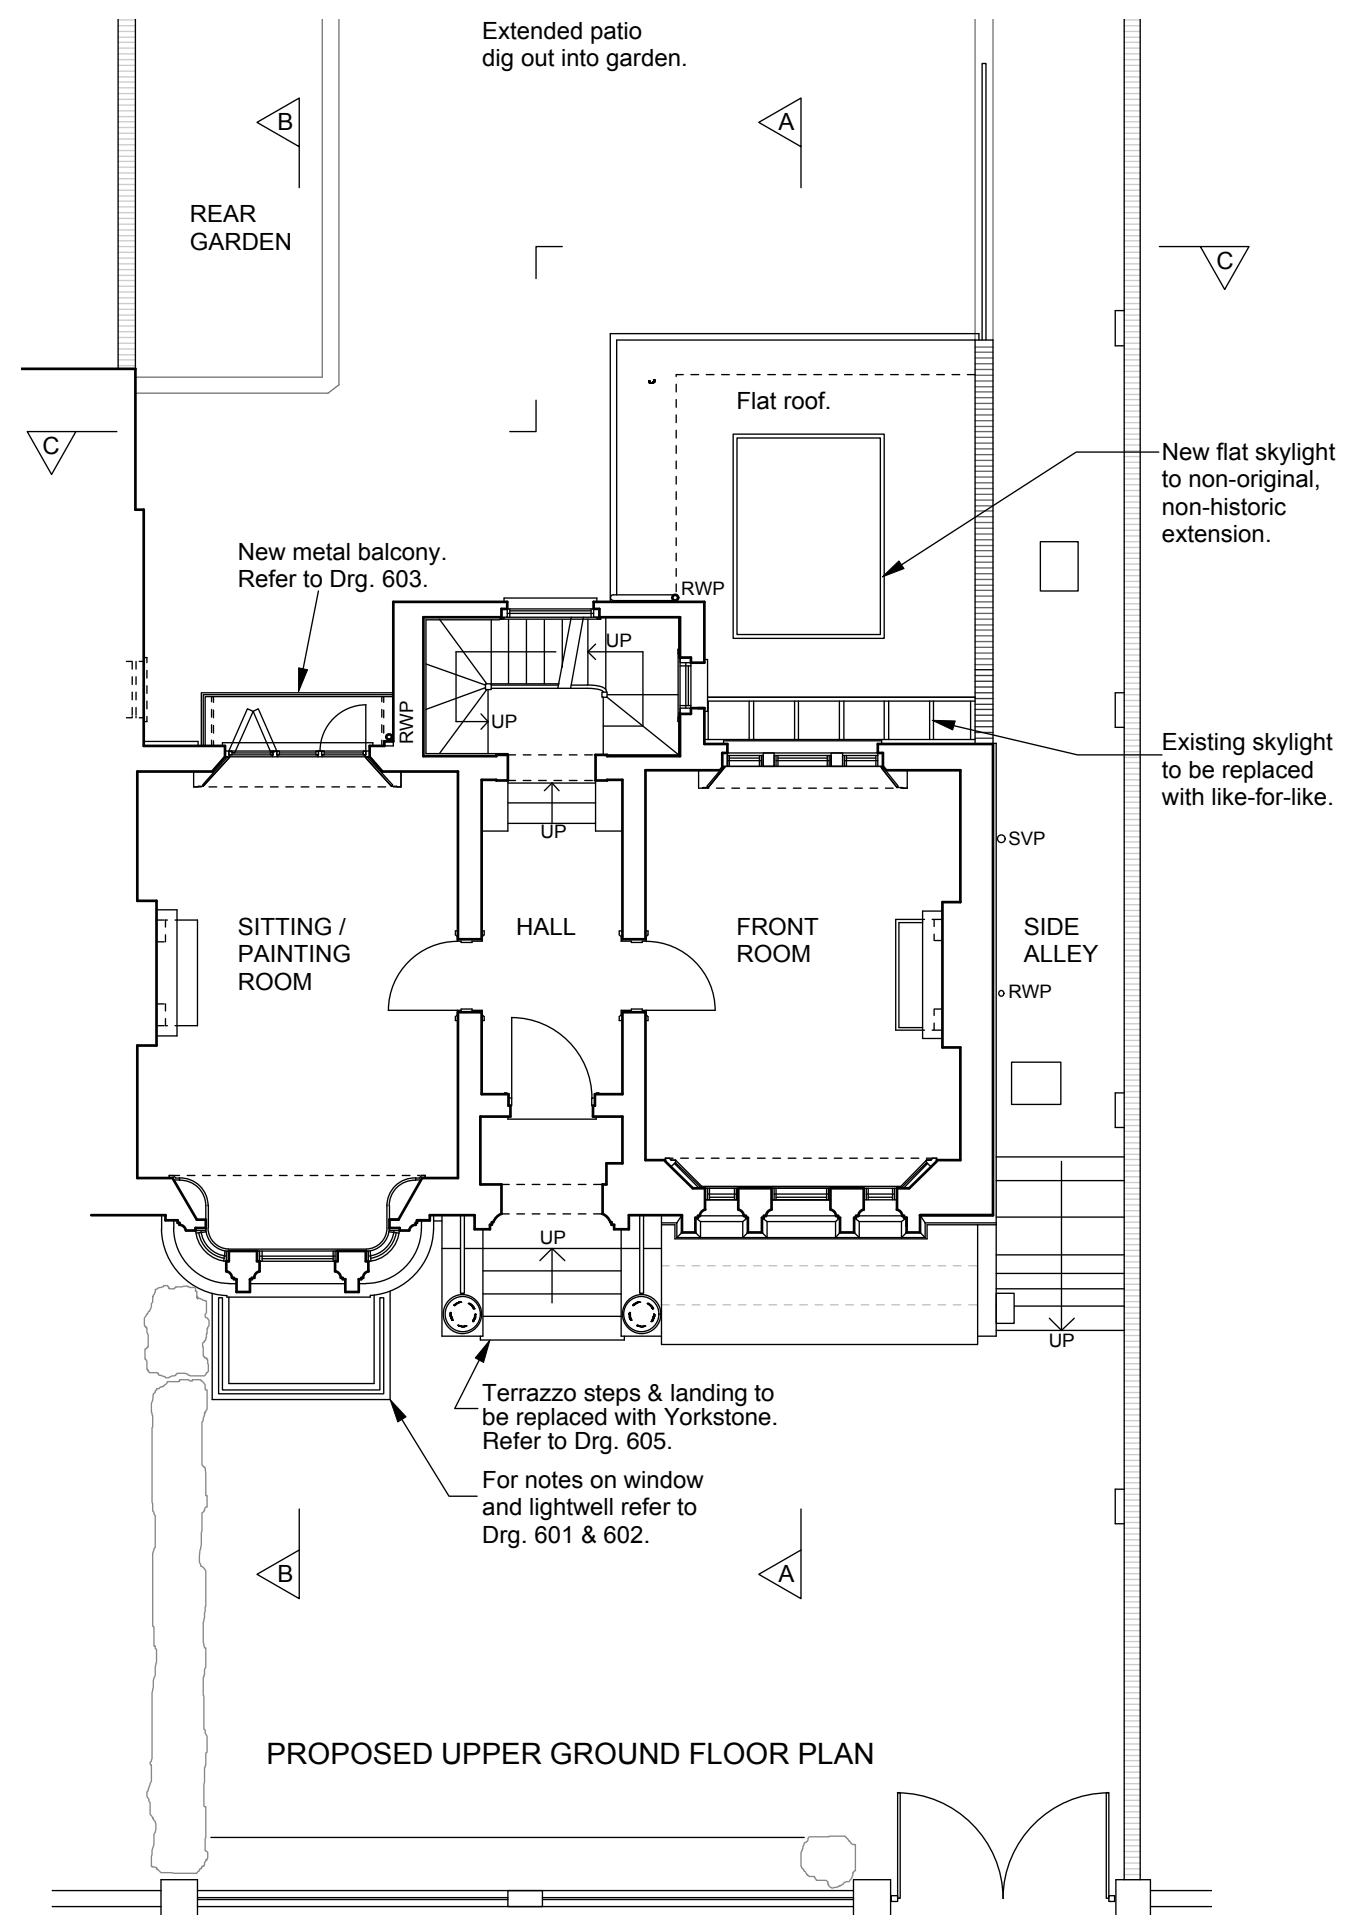 Extended patio
dig out into garden.
B
A
REAR
GARDEN
C
Flat roof.
C
New flat skylight
to non-original,
non-historic
extension.
New metal balcony.
Refer to Drg. 603.
RWP
UP
RWP
UP
Existing skylight
to be replaced
with like-for-like.
UP
SVP
SITTING /
PAINTING
ROOM
HALL
FRONT
ROOM
SIDE
ALLEY
RWP
UP
UP
Terrazzo steps & landing to
be replaced with Yorkstone.
Refer to Drg. 605.
For notes on window
and lightwell refer to
Drg. 601 & 602.
B
A
PROPOSED UPPER GROUND FLOOR PLAN